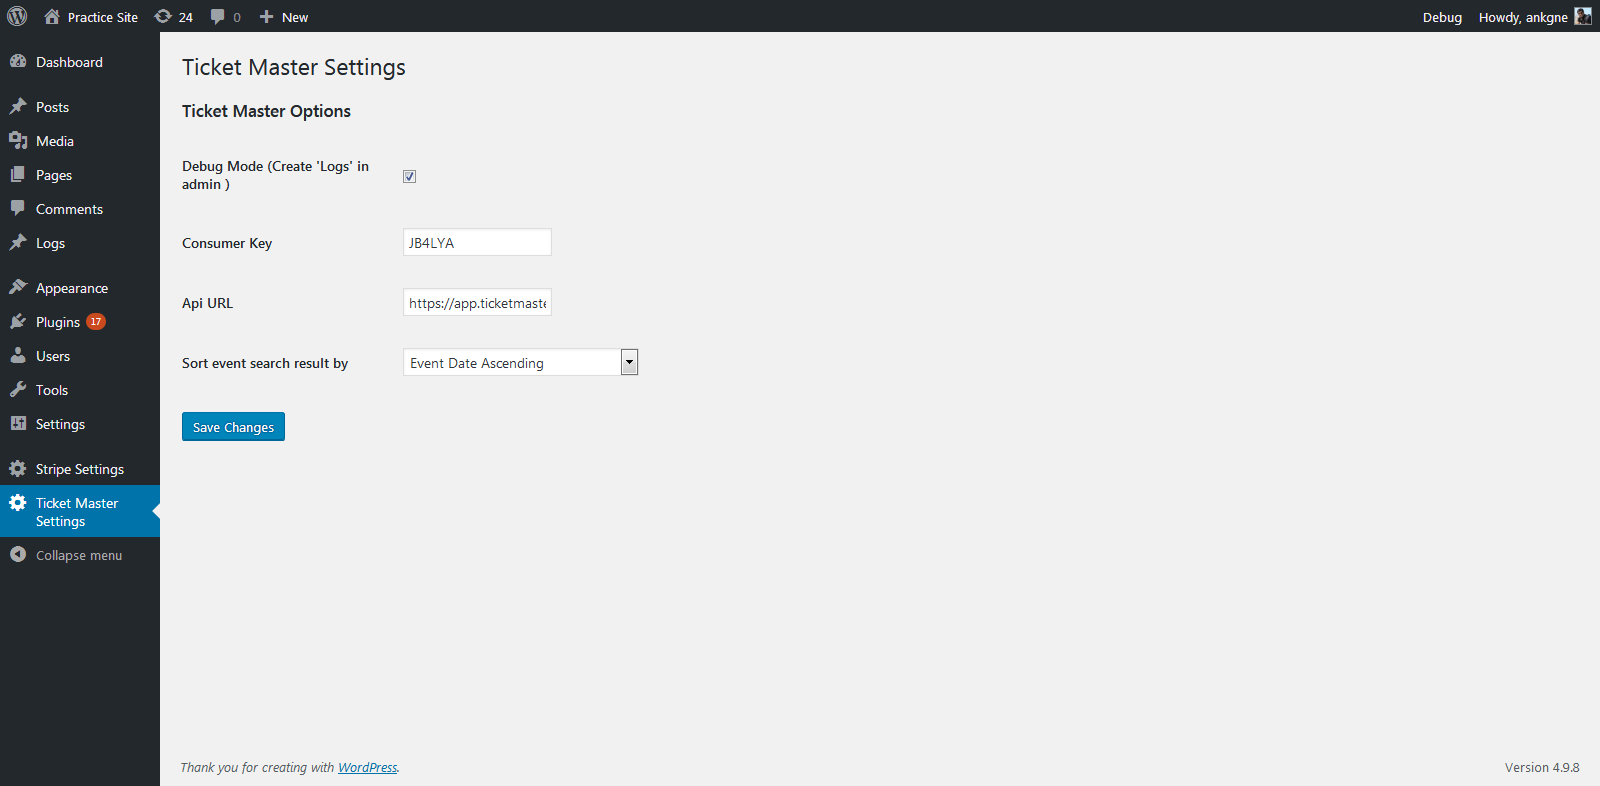 Practice Site 24 0 New Debug Howdy, ankgne
Dashboard
Posts
Media
Pages
Comments
Logs
Appearance
Plugins 17
Users
Tools
Settings
Stripe Settings
Ticket Master
Settings
Collapse menu
Ticket Master Settings
Ticket Master Options
Debug Mode (Create 'Logs' in
admin )
Consumer Key JB4LYA
Api URL https://app.ticketmaste
Sort event search result by Event Date Ascending
Save Changes
Thank you for creating with WordPress. Version 4.9.8